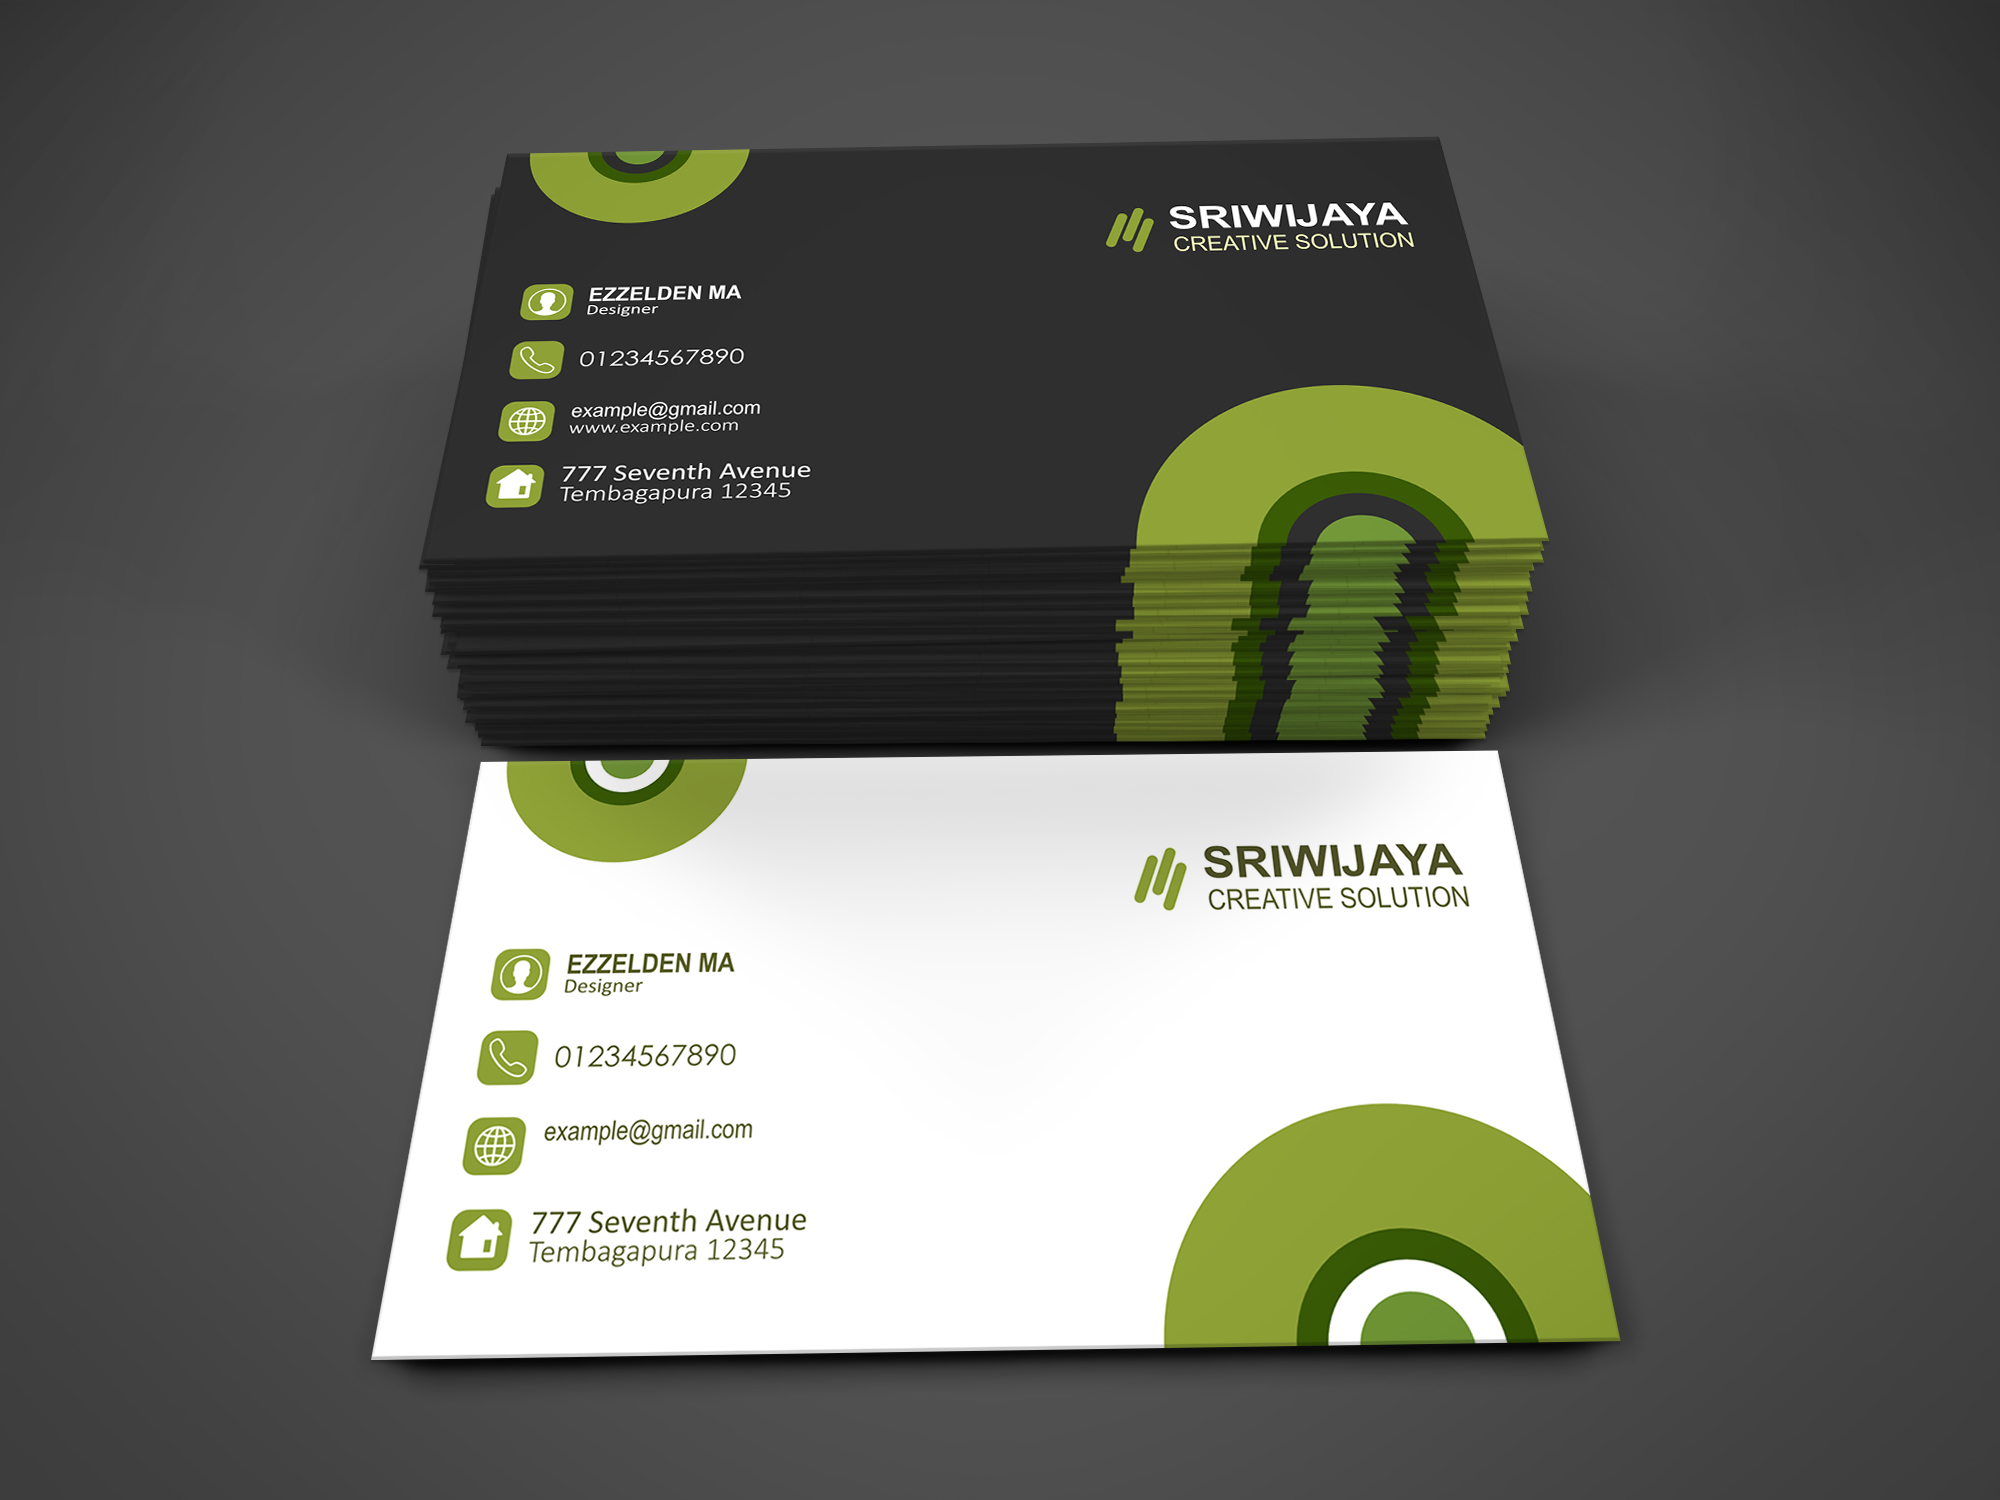 SRIWIJAYA
CREATIVE SOLUTION
EZZELDEN MA
Designer
01234567890
example@gmail.com
www.example.com
777 Seventh Avenue
Tembagapura 12345
SRIWIJAYA
CREATIVE SOLUTION
EZZELDEN MA
Designer
01234567890
example@gmail.com
777 Seventh Avenue
Tembagapura 12345